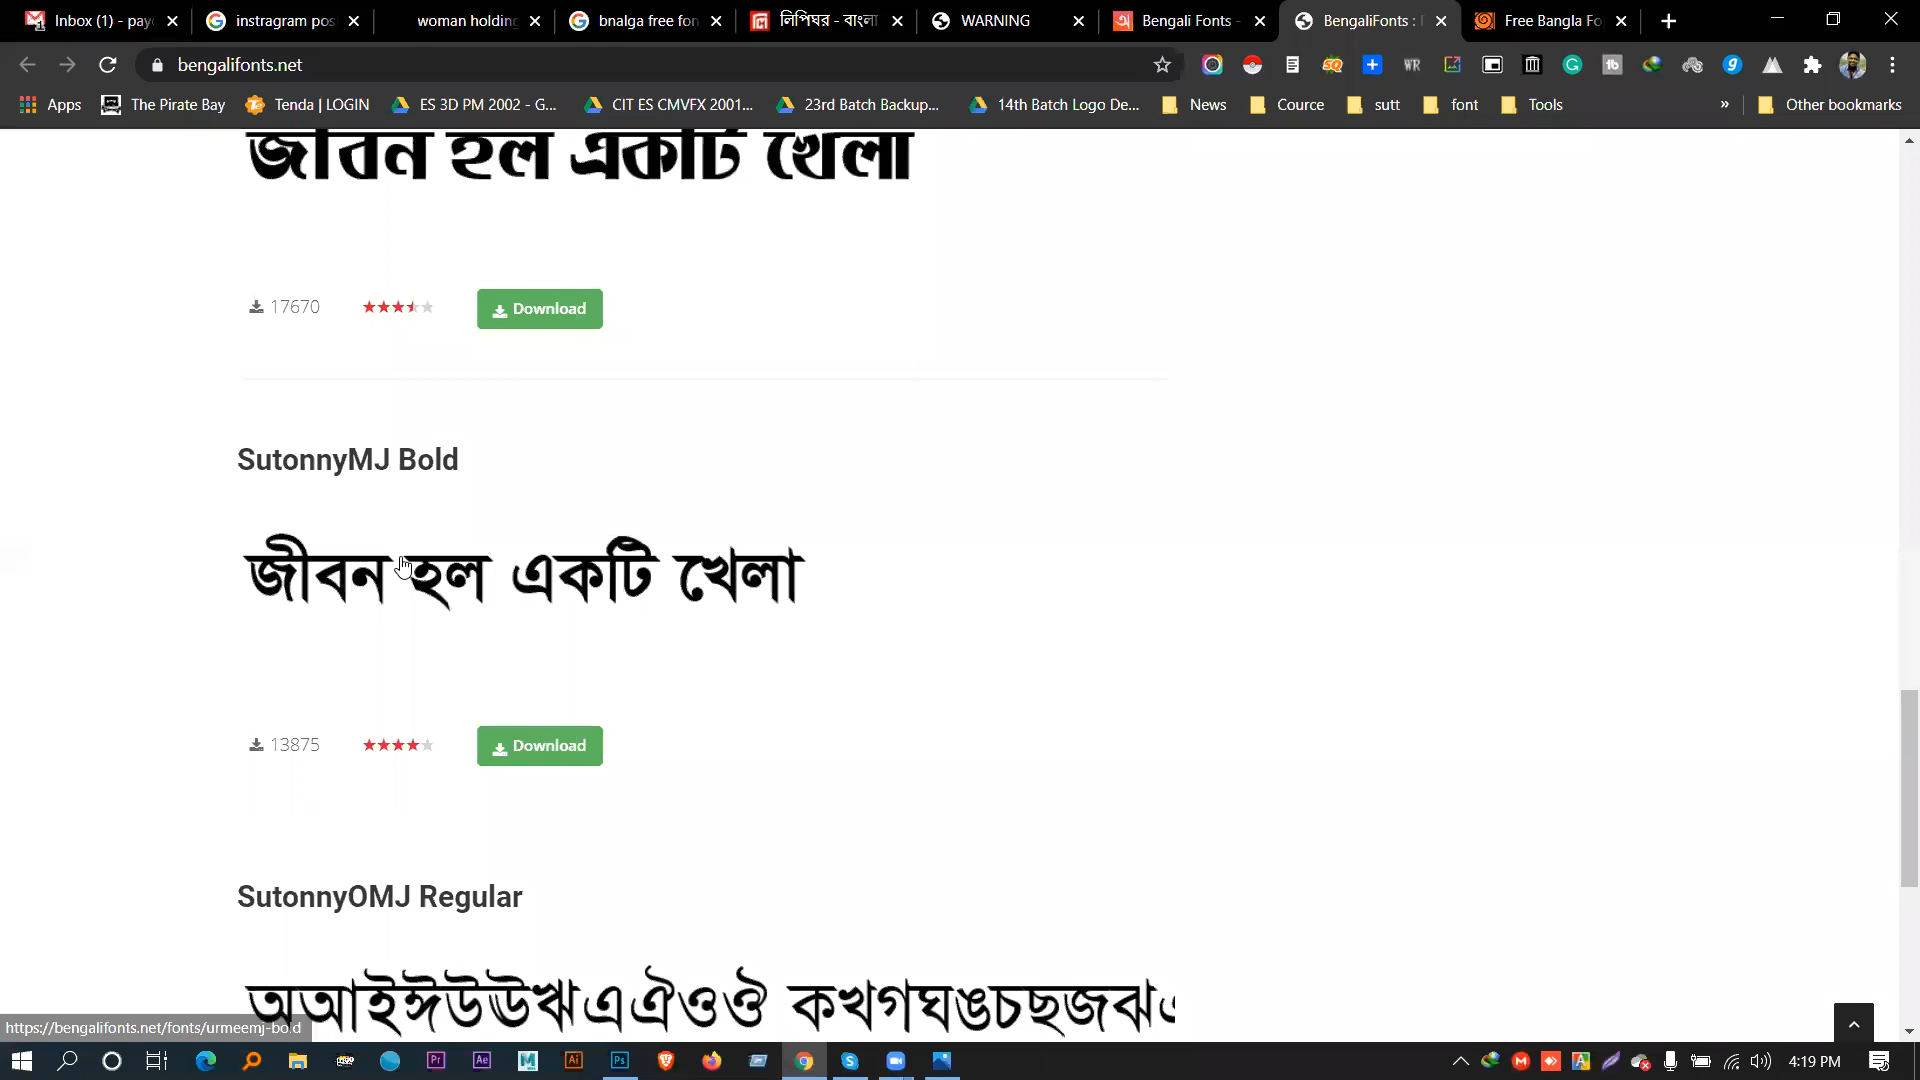 Inbox (1) - payo
instragram pos
woman holding
bnalga free fon
লিপিঘর - বাংলা
WARNING
Bengali Fonts -
BengaliFonts :
Free Bangla Fo
bengalifonts.net
Apps
The Pirate Bay
Tenda | LOGIN
ES 3D PM 2002 - G...
CIT ES CMVFX 2001...
23rd Batch Backup...
14th Batch Logo De...
News
Cource
sutt
font
Tools
»
Other bookmarks
জীবন হল একটি খেলা
17670
Download
SutonnyMJ Bold
জীবন হল একটি খেলা
13875
Download
SutonnyOMJ Regular
অআইঈউঊঋএঐওঔ কখগঘঙচছজঝ
https://bengalifonts.net/fonts/urmeemj-bold
4:19 PM